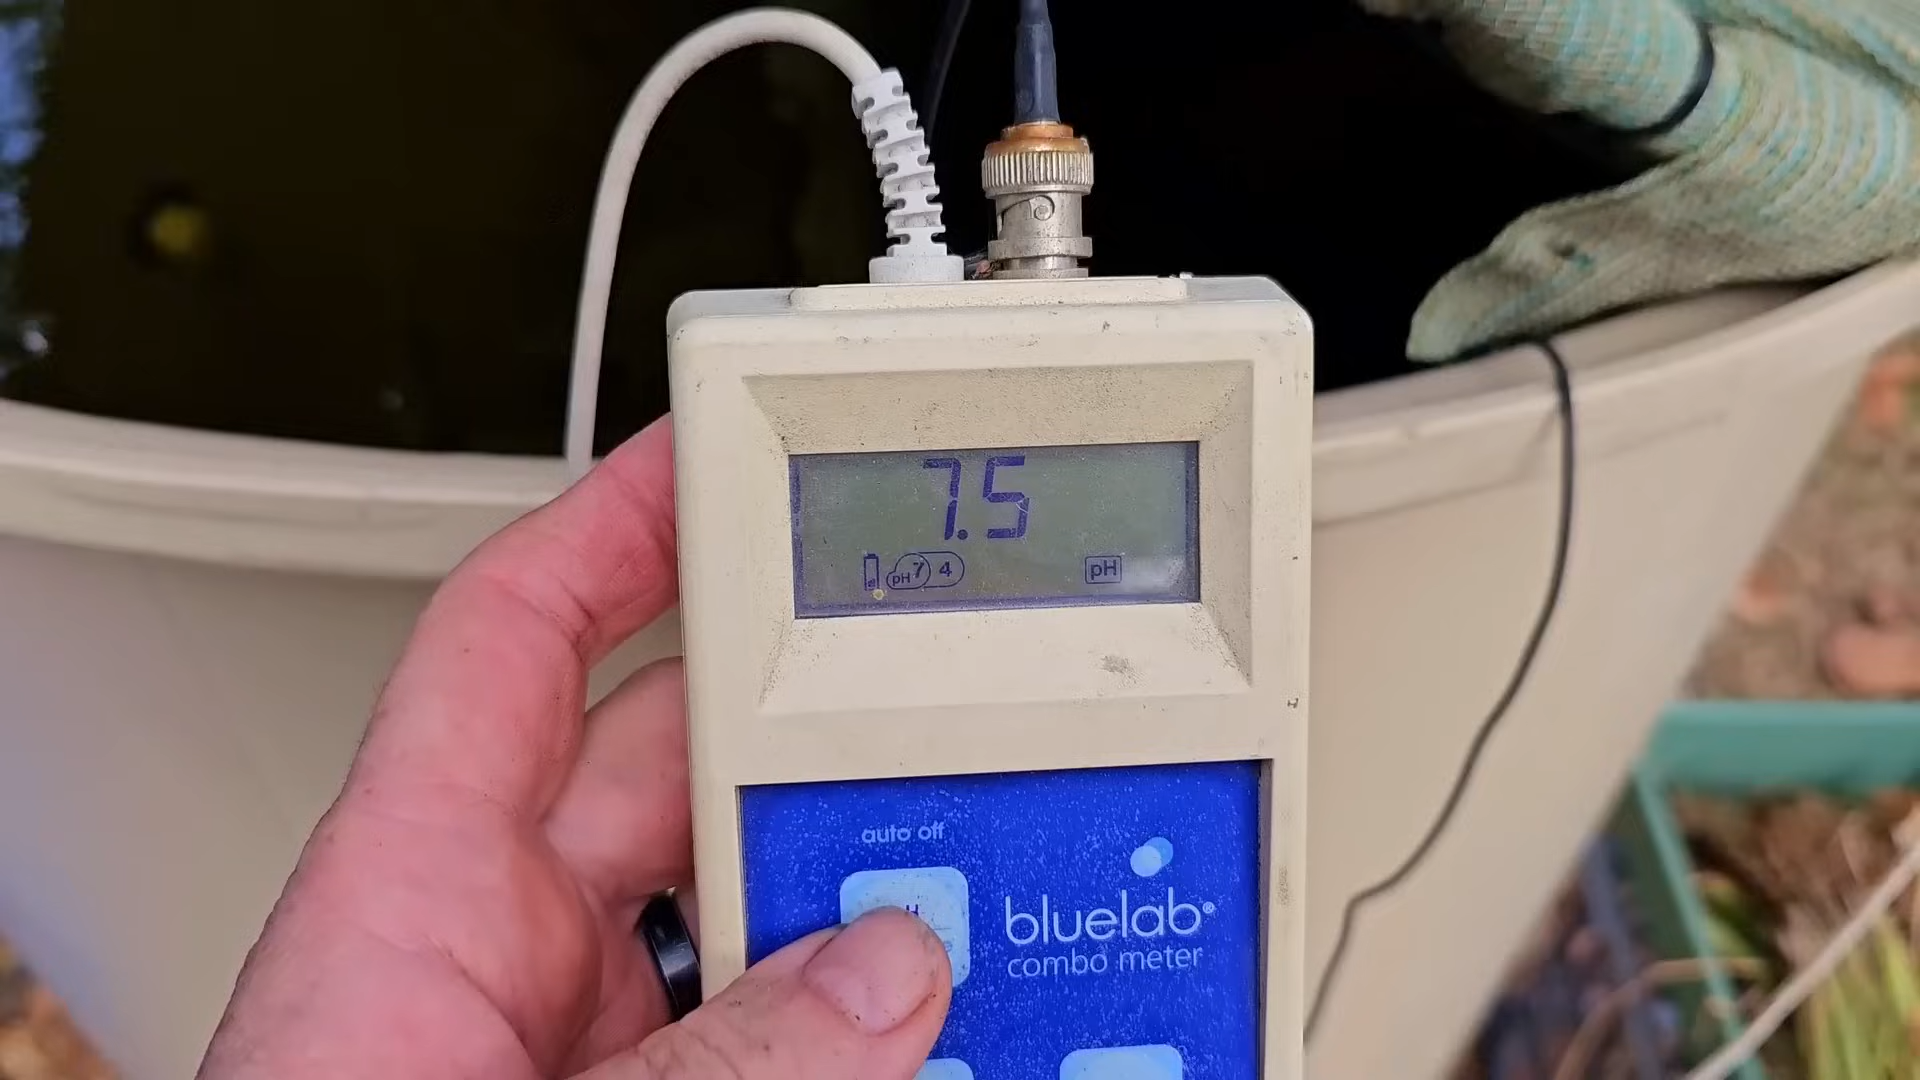 7.5
pH 7 4
pH
auto off
bluelab®
combo meter